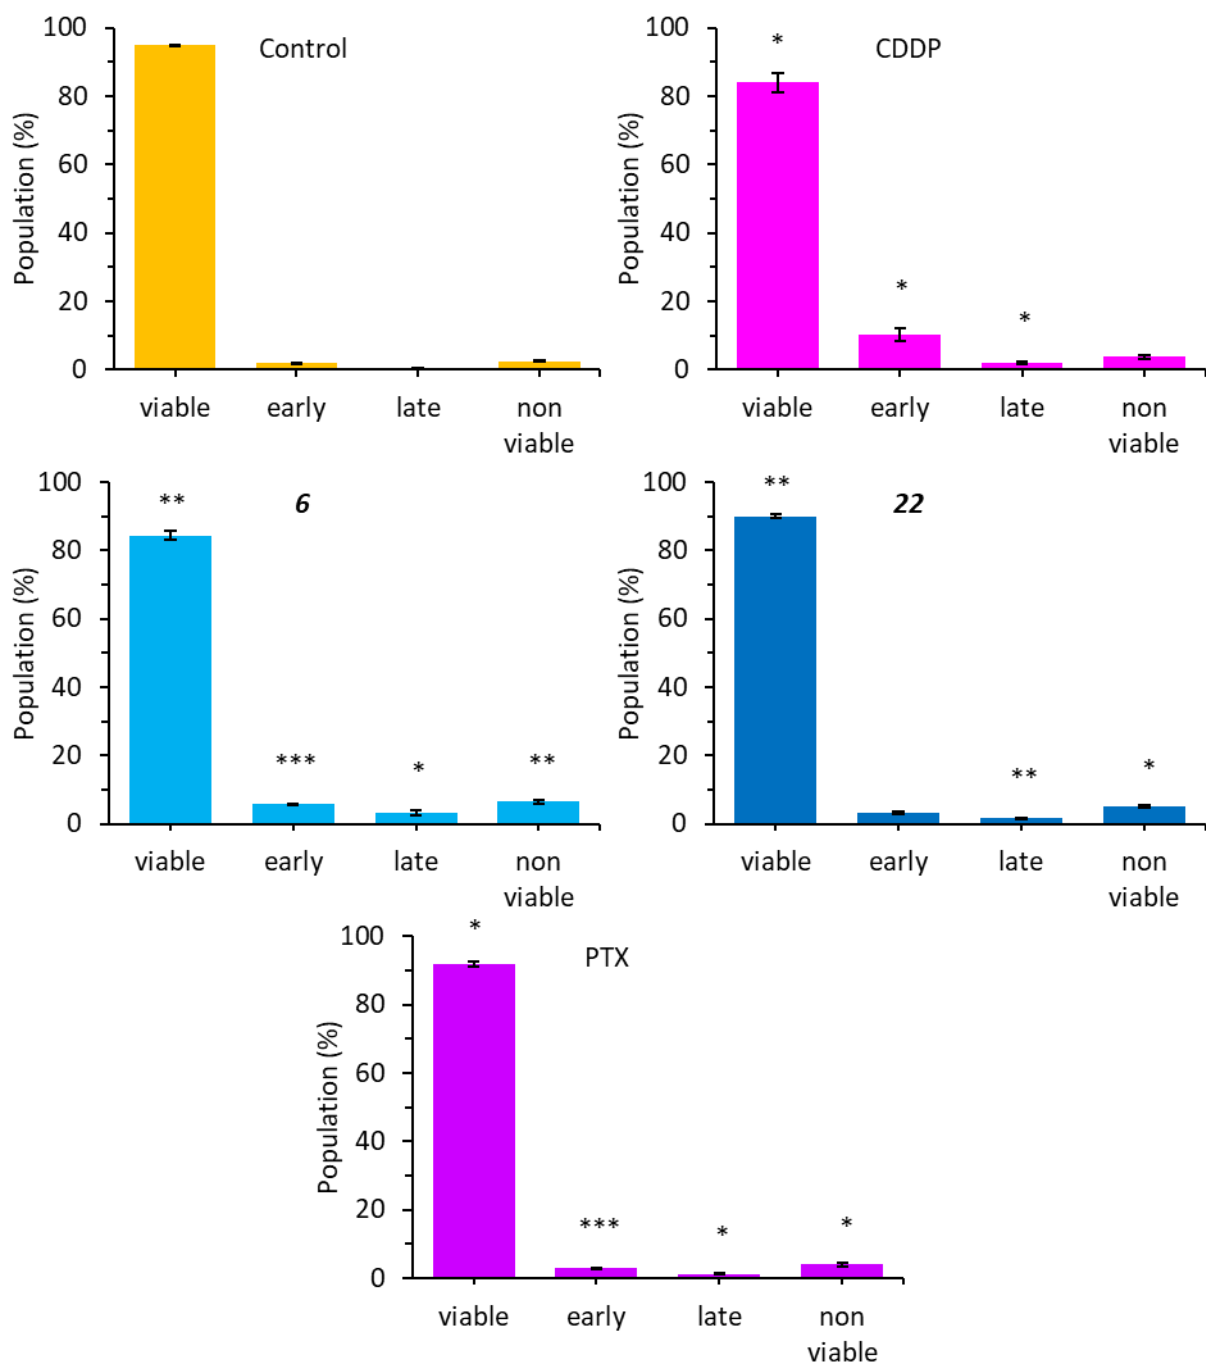 Control
Population (%)
100
80
60
40
20
0
viable early late non
viable
CDDP
Population (%)
100
80
60
40
20
0
*
*
*
viable early late non
viable
6
Population (%)
100
80
60
40
20
0
**
***
*
**
viable early late non
viable
22
Population (%)
100
80
60
40
20
0
**
**
*
viable early late non
viable
PTX
Population (%)
100
80
60
40
20
0
*
***
*
*
viable early late non
viable